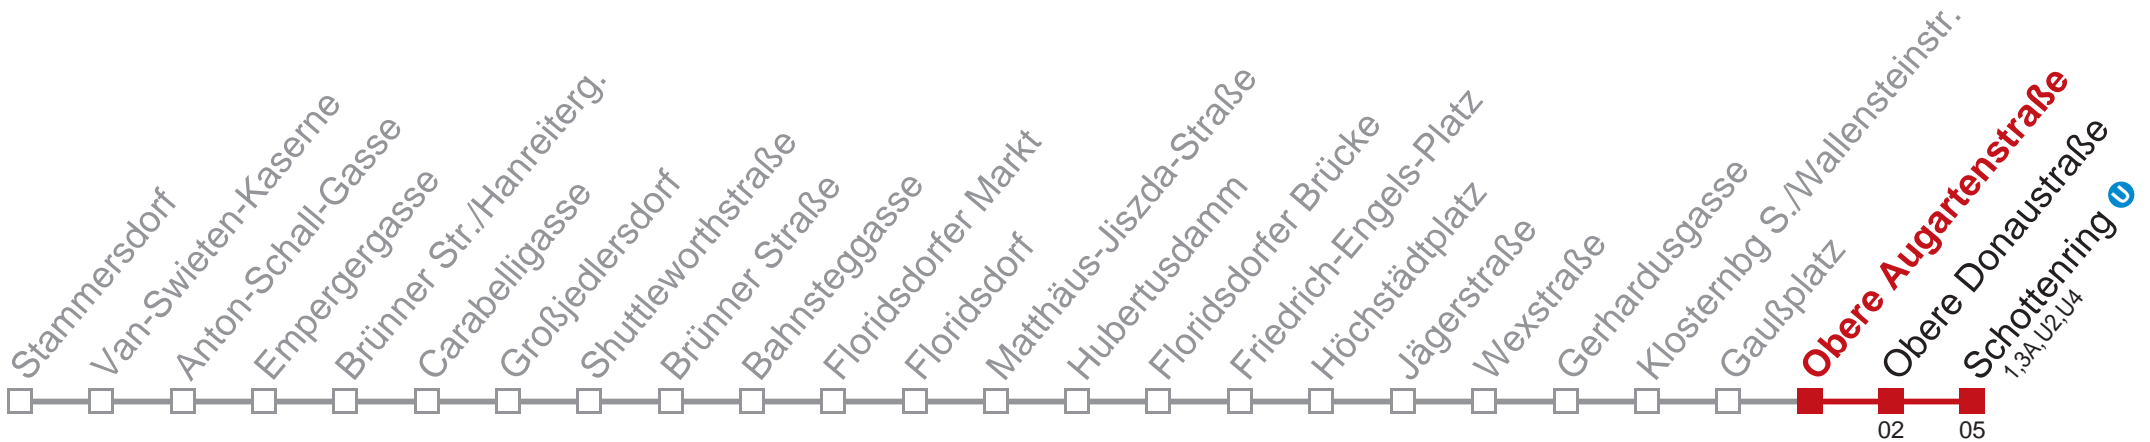 Stammersdorf
Van-Swieten-Kaserne
Anton-Schall-Gasse
Empergergasse
Brünner Str./Hanreiterg.
Carabelligasse
Großjedlersdorf
Shuttleworthstraße
Brünner Straße
Bahnsteggasse
Floridsdorfer Markt
Floridsdorf
Matthäus-Jiszda-Straße
Hubertusdamm
Floridsdorfer Brücke
Friedrich-Engels-Platz
Höchstädtplatz
Jägerstraße
Wexstraße
Gerhardusgasse
Klosternbg S./Wallensteinstr.
Gaußplatz
Obere Augartenstraße
Obere Donaustraße
Schottenring U
1,3A,U2,U4
02
05